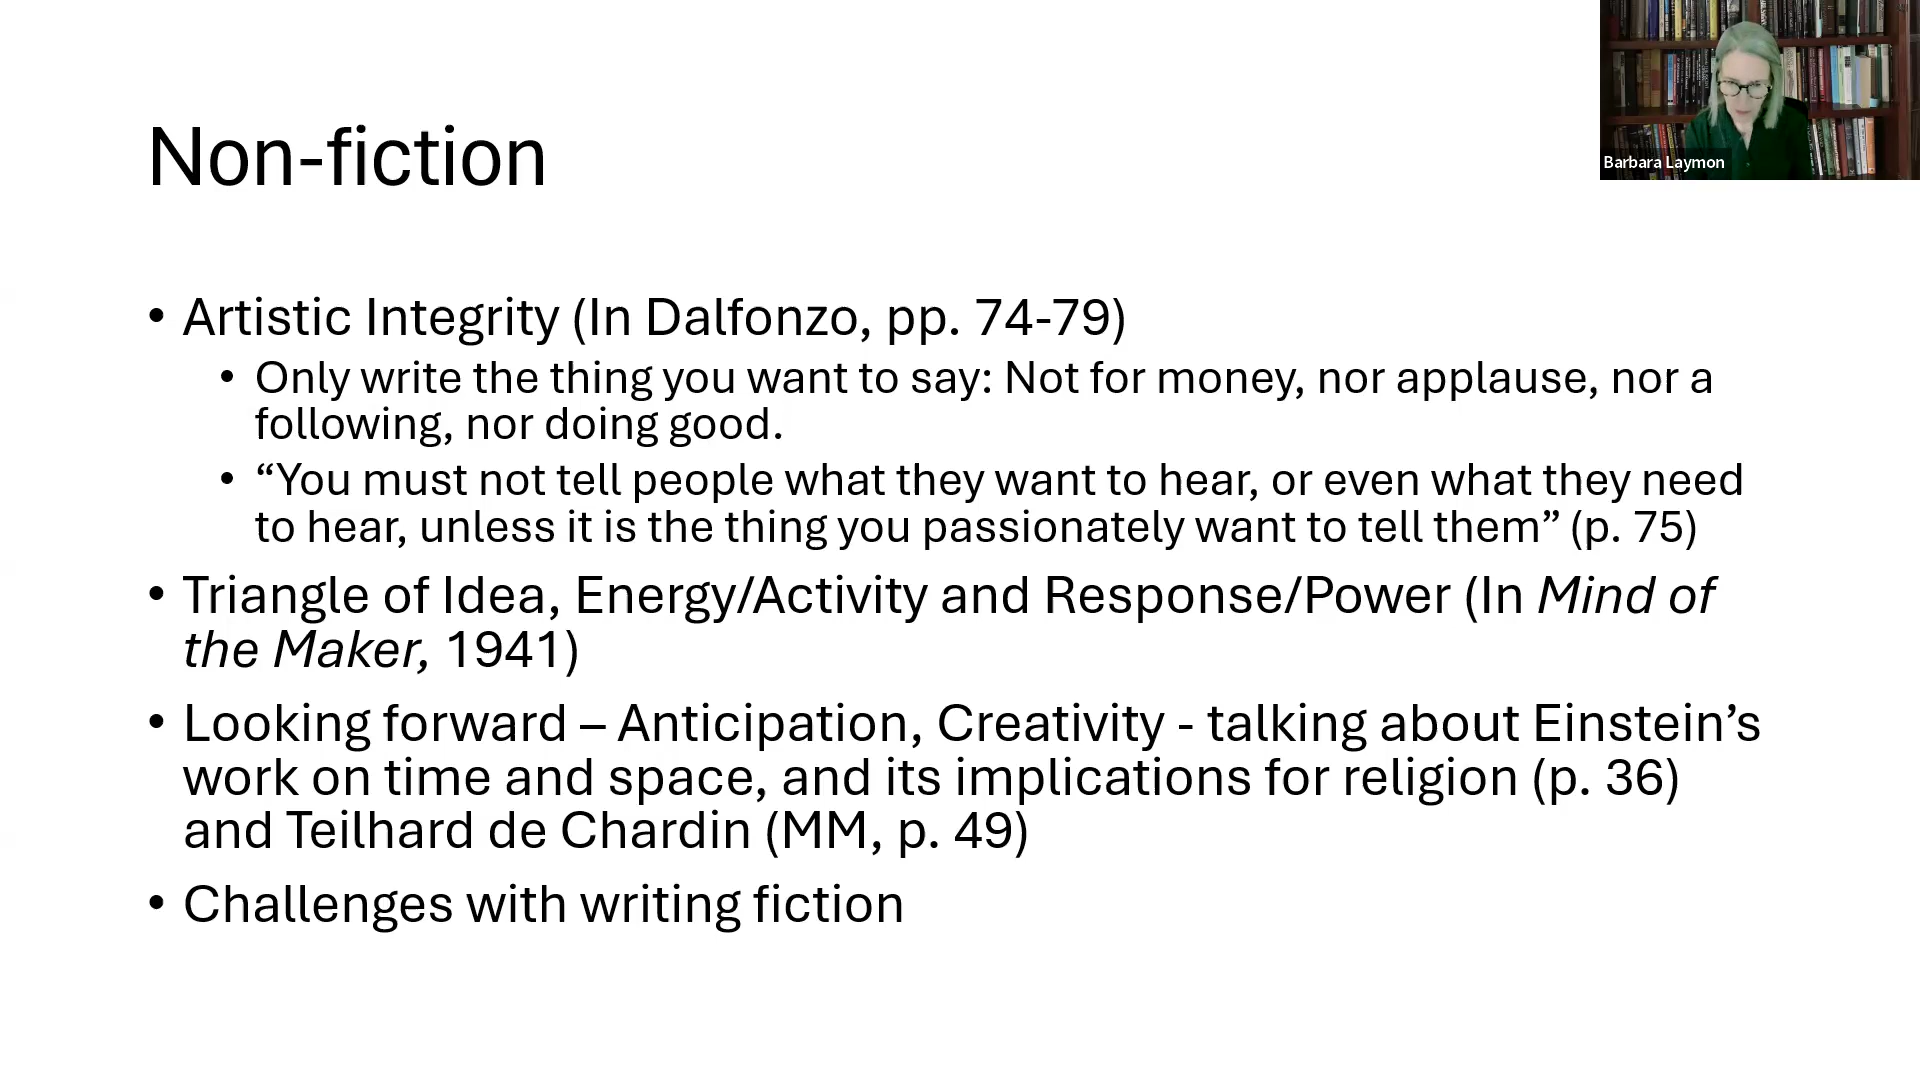 Non-fiction
Barbara Laymon
• Artistic Integrity (In Dalfonzo, pp. 74-79)
• Only write the thing you want to say: Not for money, nor applause, nor a
following, nor doing good.
• “You must not tell people what they want to hear, or even what they need
to hear, unless it is the thing you passionately want to tell them” (p. 75)
• Triangle of Idea, Energy/Activity and Response/Power (In Mind of
the Maker, 1941)
• Looking forward – Anticipation, Creativity - talking about Einstein’s
work on time and space, and its implications for religion (p. 36)
and Teilhard de Chardin (MM, p. 49)
• Challenges with writing fiction